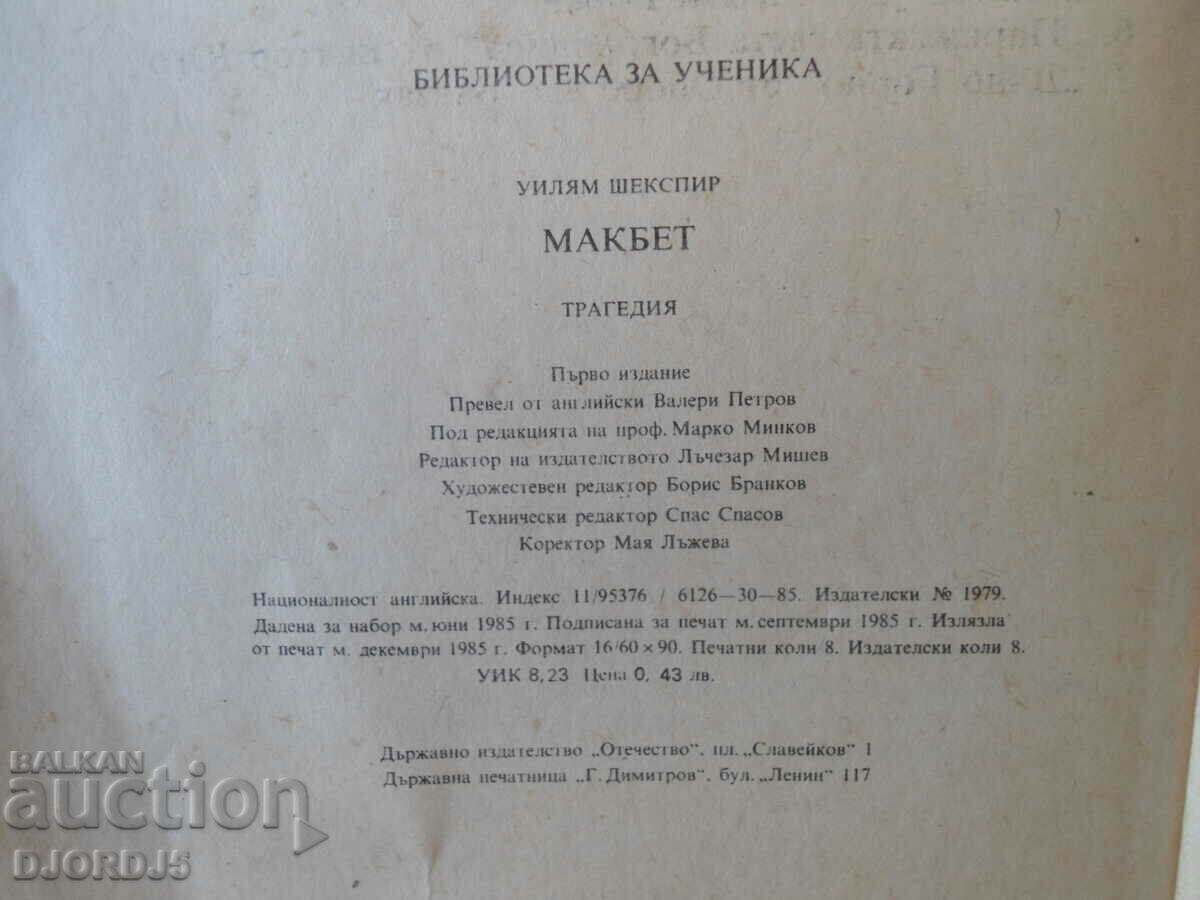 БИБЛИОТЕКА ЗА УЧЕНИКА
УИЛЯМ ШЕКСПИР
МАКБЕТ
ТРАГЕДИЯ
Първо издание
Превел от английски Валери Петров
Под редакцията на проф. Марко Минков
Редактор на издателството Лъчезар Мишев
Художествен редактор Борис Бранков
Технически редактор Спас Спасов
Коректор Мая Лъжева
Националност английска. Индекс 11/95376 / 6126—30—85. Издателски № 1979.
Дадена за набор м. юни 1985 г. Подписана за печат м. септември 1985 г. Излязла
от печат м. декември 1985 г. Формат 16/60 × 90. Печатни коли 8. Издателски коли 8.
УИК 8,23 Цена 0, 43 лв.
Държавно издателство „Отечество“, пл. „Славейков“ 1
Държавна печатница „Г. Димитров“, бул. „Ленин“ 117
BALKAN
auction
DJORDJ5